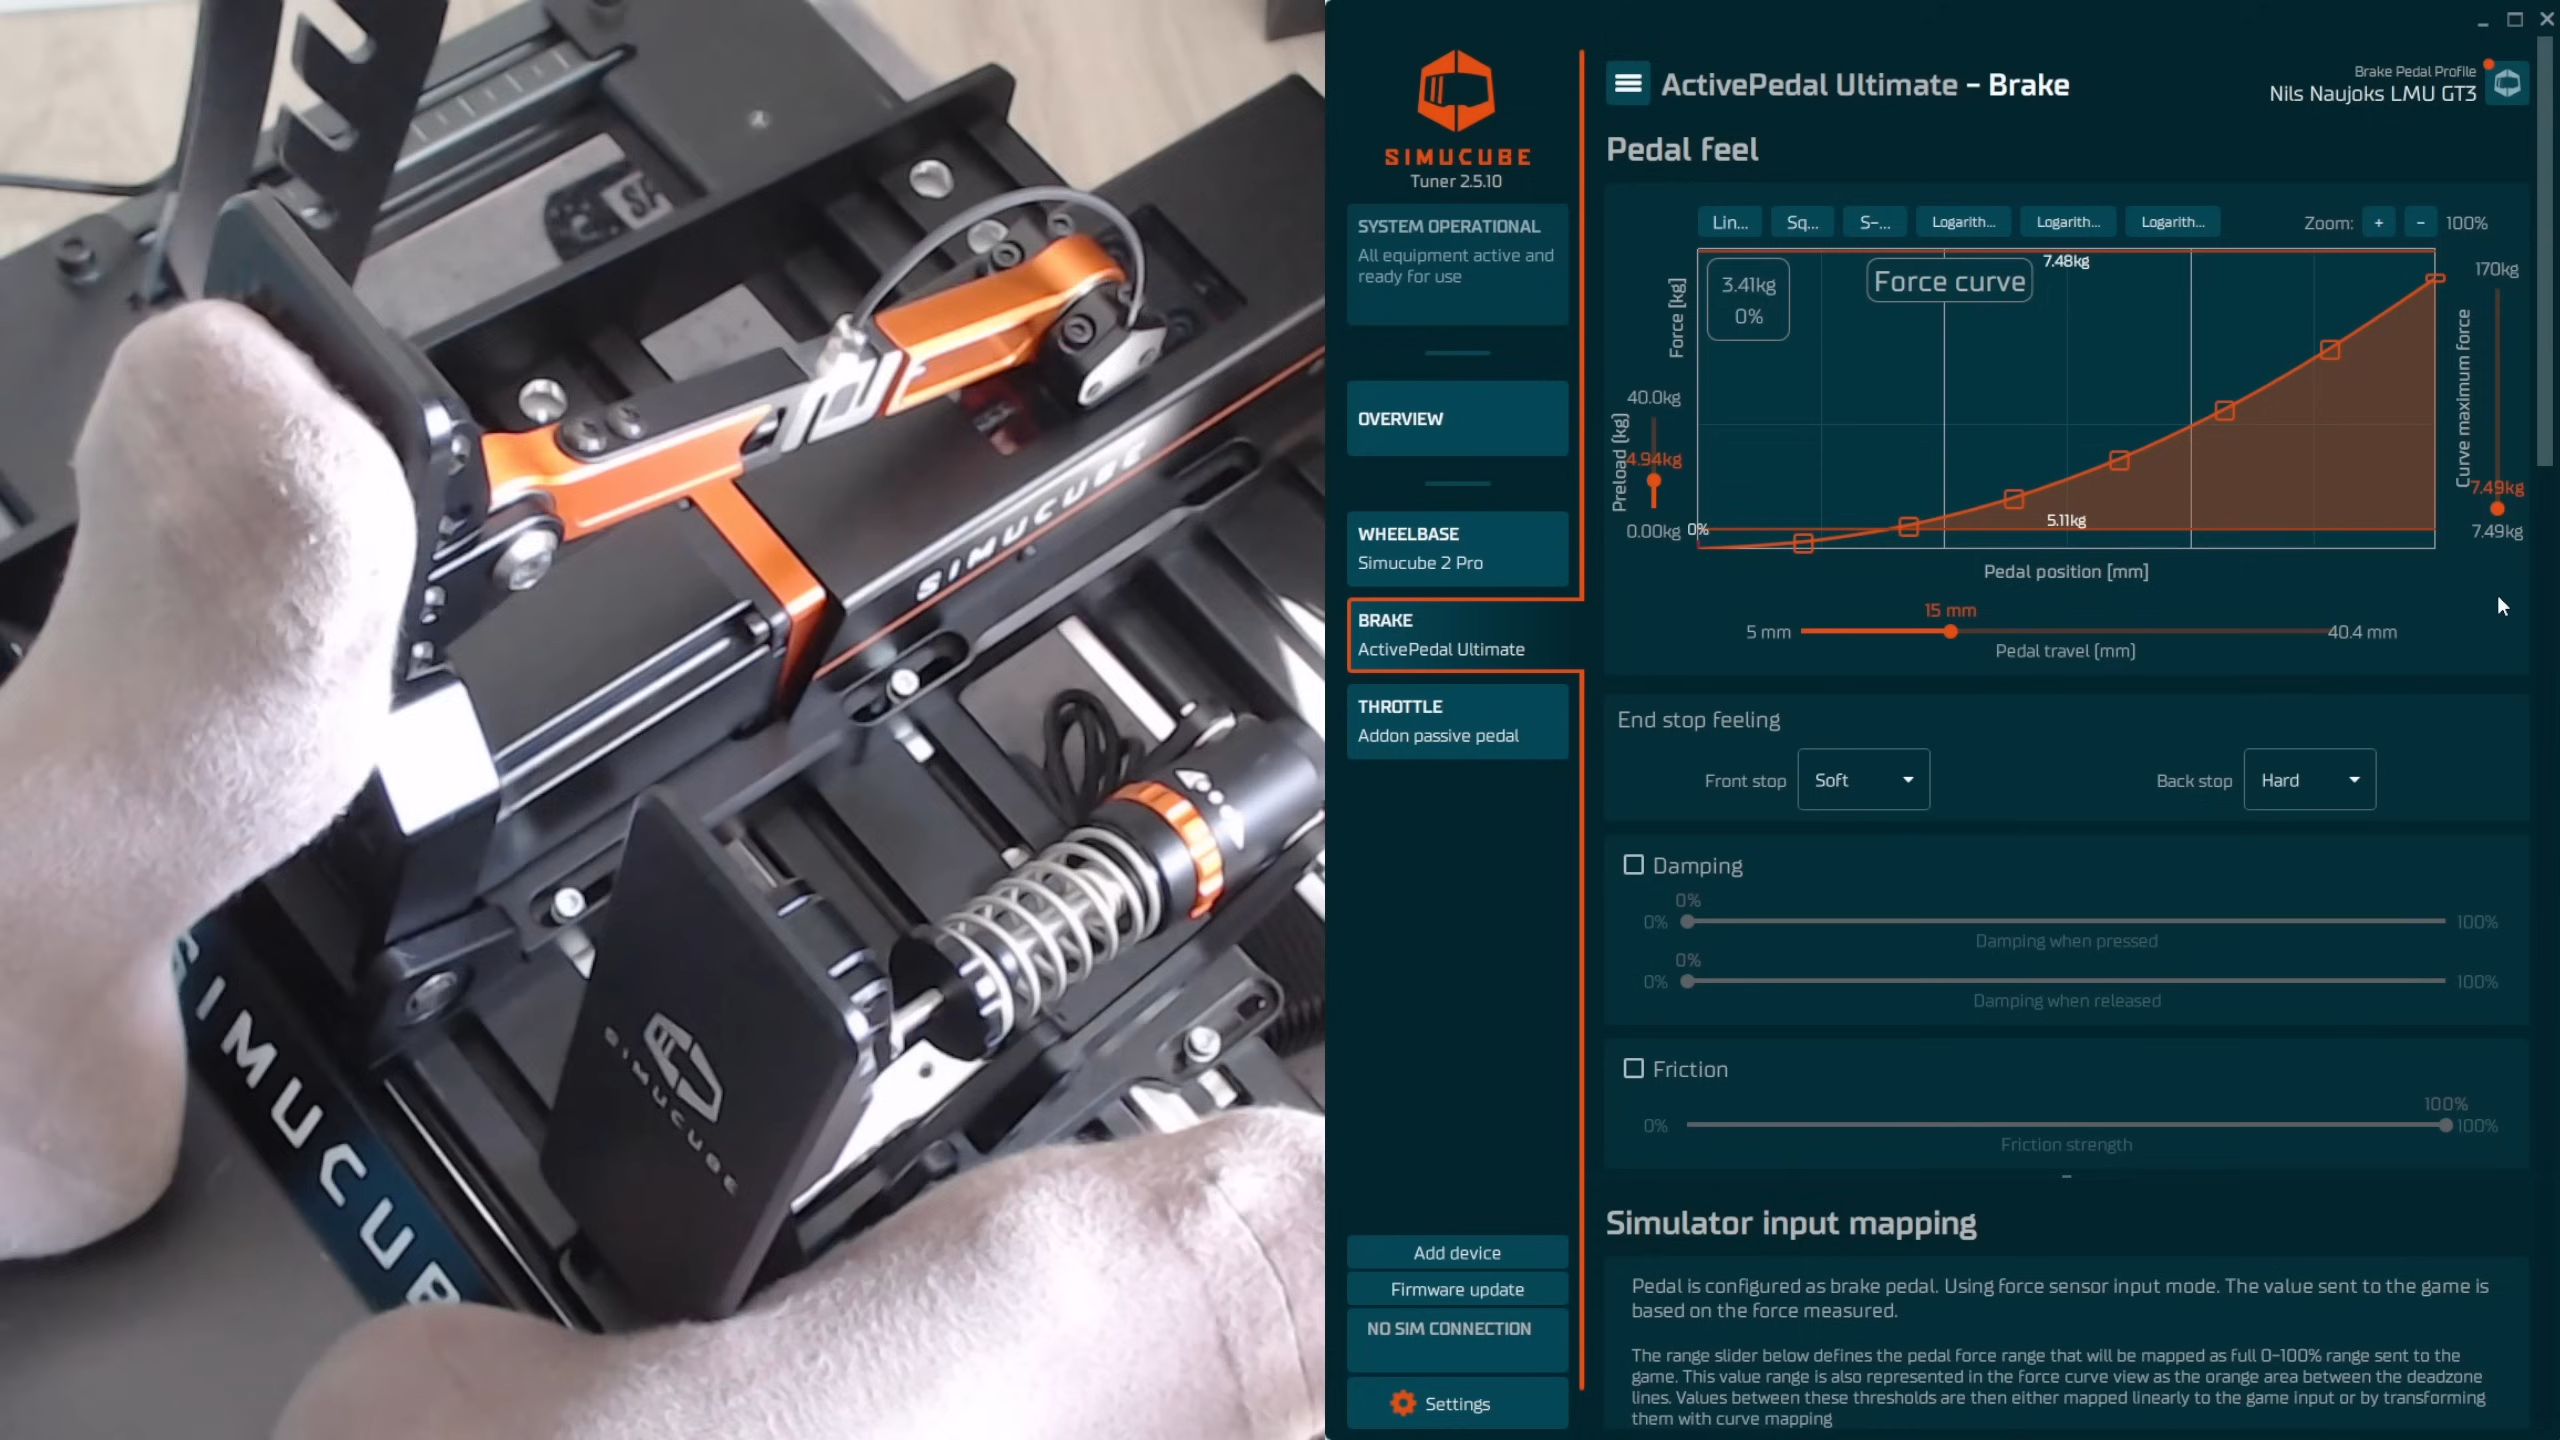 SIMUCUBE
SIMUCUBE
SIMUCUB
SIMUCUBE
Tuner 2.5.10
SYSTEM OPERATIONAL
All equipment active and
ready for use
OVERVIEW
WHEELBASE
Simucube 2 Pro
BRAKE
ActivePedal Ultimate
THROTTLE
Addon passive pedal
Add device
Firmware update
NO SIM CONNECTION
Settings
ActivePedal Ultimate - Brake
Brake Pedal Profile
Nils Naujoks LMU GT3
Pedal feel
Lin... Sq... S-... Logarith... Logarith... Logarith... Zoom: + - 100%
Force [kg]
3.41kg
0%
Force curve
7.48kg
170kg
Curve maximum force
7.49kg
7.49kg
40.0kg
Preload (kg)
4.94kg
0.00kg
0%
5.11kg
Pedal position [mm]
15 mm
5 mm
40.4 mm
Pedal travel (mm)
End stop feeling
Front stop Soft
Back stop Hard
Damping
0%
0% 100%
Damping when pressed
0%
0% 100%
Damping when released
Friction
100%
0% 100%
Friction strength
Simulator input mapping
Pedal is configured as brake pedal. Using force sensor input mode. The value sent to the game is
based on the force measured.
The range slider below defines the pedal force range that will be mapped as full 0-100% range sent to the
game. This value range is also represented in the force curve view as the orange area between the deadzone
lines. Values between these thresholds are then either mapped linearly to the game input or by transforming
them with curve mapping